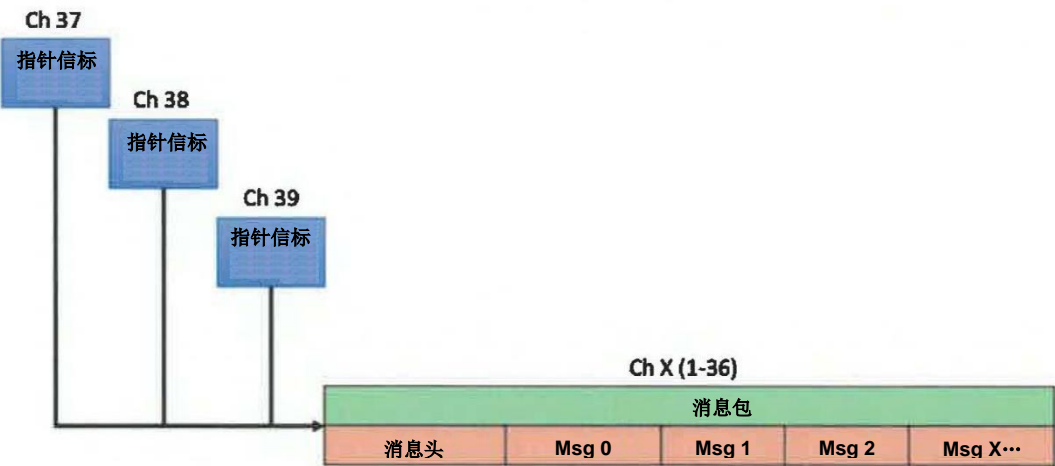 Ch 37
指针信标
Ch 38
指针信标
Ch 39
指针信标
Ch X (1-36)
消息包
消息头 Msg 0 Msg 1 Msg 2 Msg X…